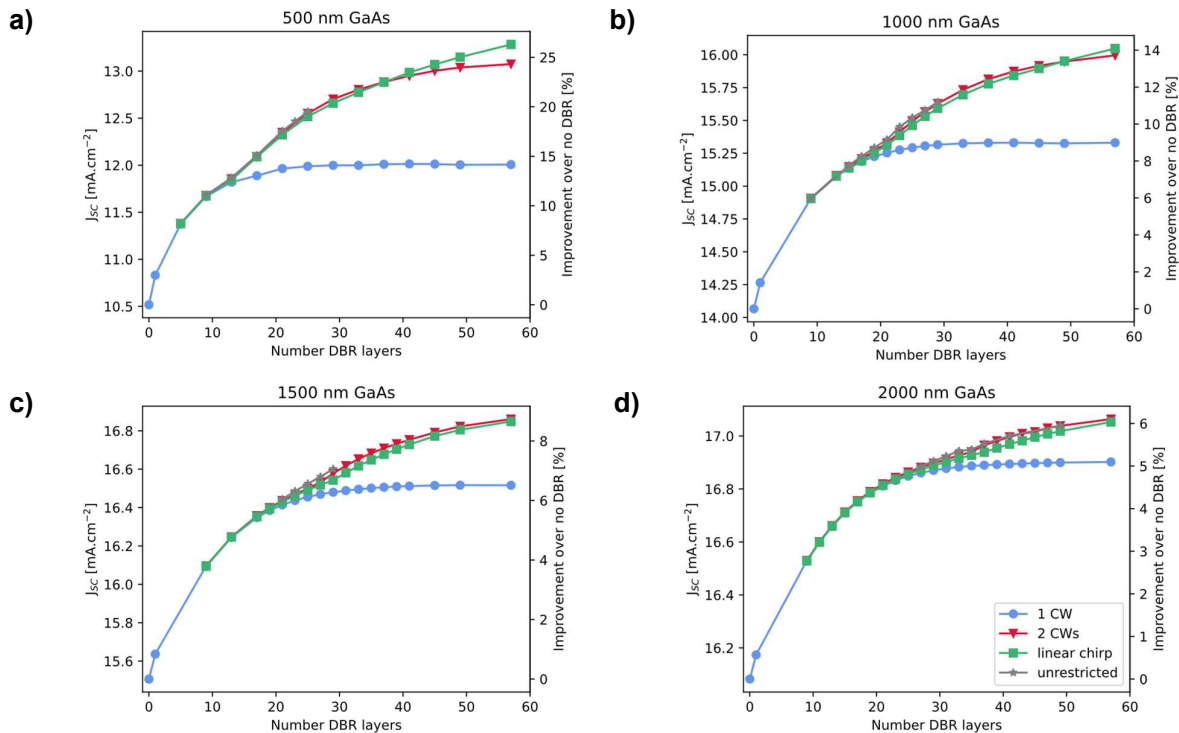 a)
500 nm GaAs
13.0
12.5
12.0
11.5
11.0
10.5
J_SC [mA.cm⁻²]
25
20
15
10
5
0
Improvement over no DBR [%]
0 10 20 30 40 50 60
Number DBR layers
b)
1000 nm GaAs
16.00
15.75
15.50
15.25
15.00
14.75
14.50
14.25
14.00
J_SC [mA.cm⁻²]
14
12
10
8
6
4
2
0
Improvement over no DBR [%]
0 10 20 30 40 50 60
Number DBR layers
c)
1500 nm GaAs
16.8
16.6
16.4
16.2
16.0
15.8
15.6
J_SC [mA.cm⁻²]
8
6
4
2
0
Improvement over no DBR [%]
0 10 20 30 40 50 60
Number DBR layers
d)
2000 nm GaAs
17.0
16.8
16.6
16.4
16.2
J_SC [mA.cm⁻²]
6
5
4
3
2
1
0
Improvement over no DBR [%]
1 CW
2 CWs
linear chirp
unrestricted
0 10 20 30 40 50 60
Number DBR layers